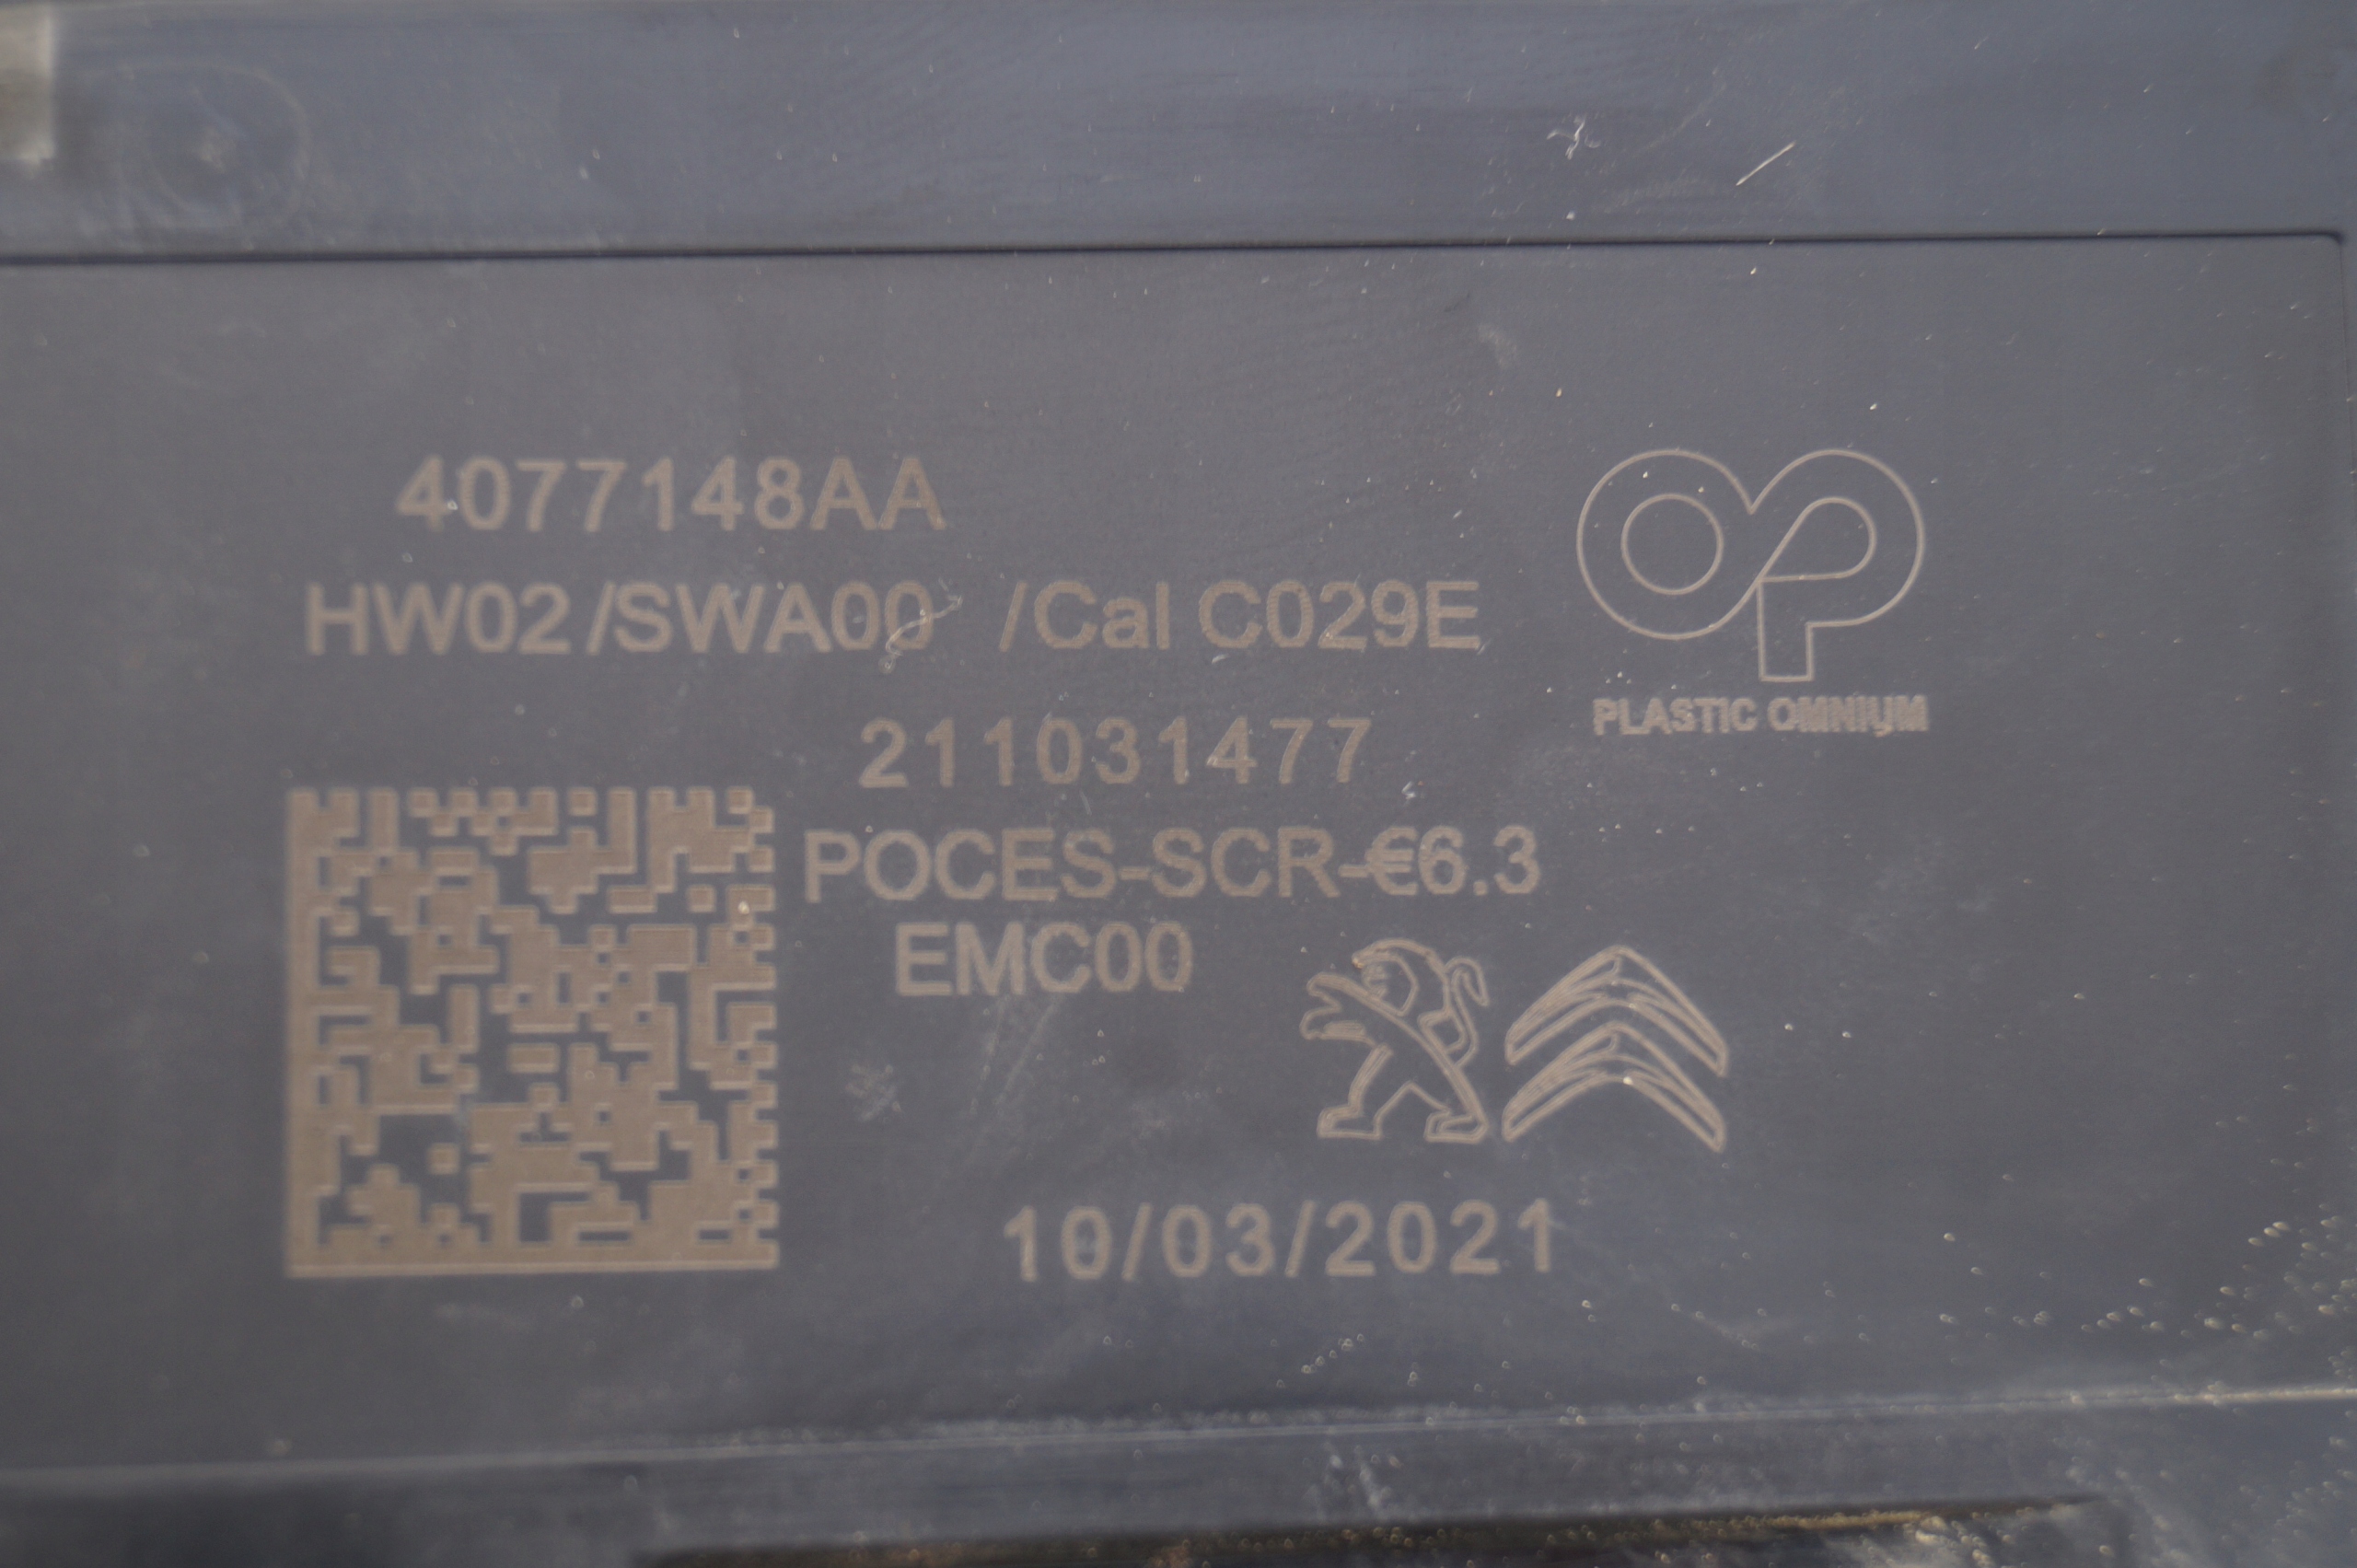 4077148AA
HW02 /SWA00 /Cal C029E
PLASTIC OMNIUM
211031477
POCES-SCR-€6.3
EMC00
10/03/2021